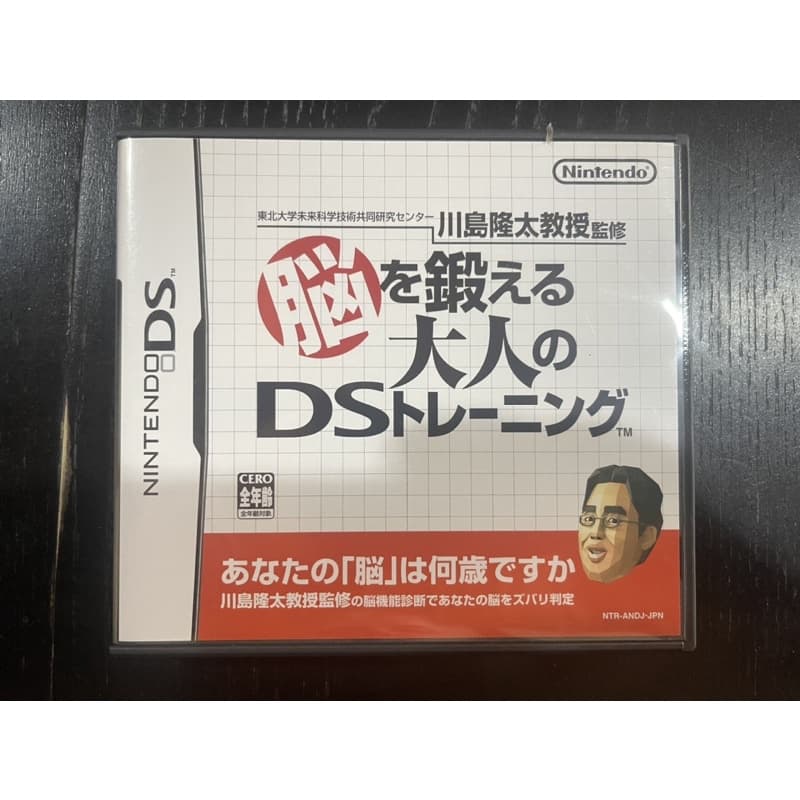 Nintendo®
東北大学未来科学技術共同研究センター 川島隆太教授監修
脳を鍛える
大人の
DSトレーニング™
NINTENDO DS™
CERO
全年齢
全年齢対象
あなたの「脳」は何歳ですか
川島隆太教授監修の脳機能診断であなたの脳をズバリ判定
NTR-ANDJ-JPN